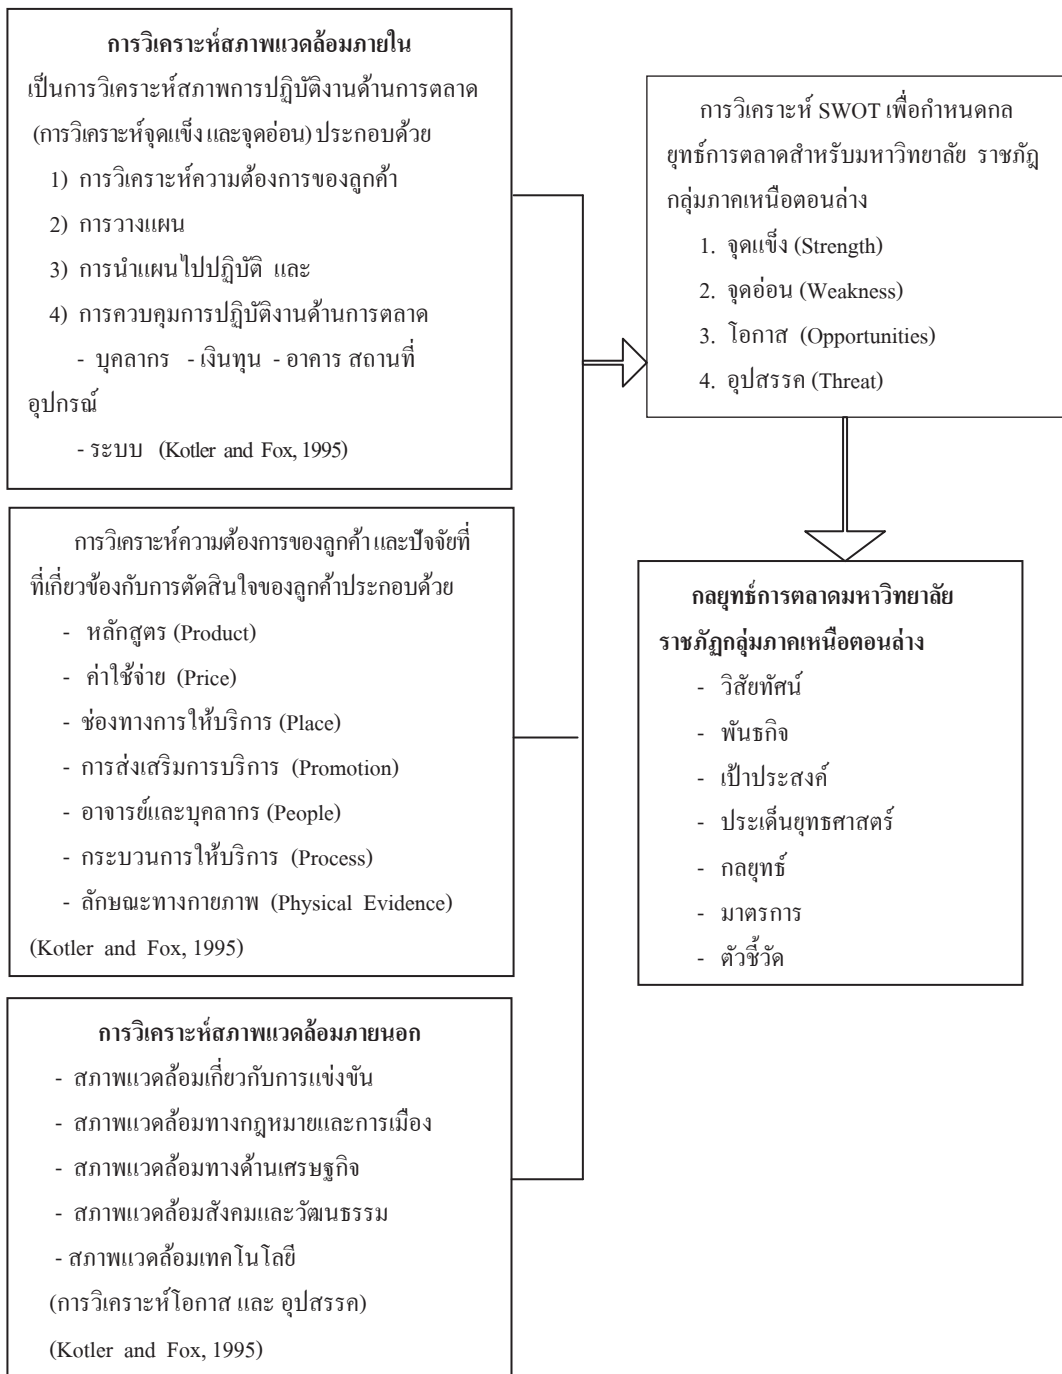 การวิเคราะห์สภาพแวดล้อมภายใน
เป็นการวิเคราะห์สภาพการปฏิบัติงานด้านการตลาด
(การวิเคราะห์จุดแข็ง และจุดอ่อน) ประกอบด้วย
1) การวิเคราะห์ความต้องการของลูกค้า
2) การวางแผน
3) การนำแผนไปปฏิบัติ และ
4) การควบคุมการปฏิบัติงานด้านการตลาด
- บุคลากร - เงินทุน - อาคาร สถานที่
อุปกรณ์
- ระบบ (Kotler and Fox, 1995)
การวิเคราะห์ความต้องการของลูกค้า และปัจจัยที่
ที่เกี่ยวข้องกับการตัดสินใจของลูกค้าประกอบด้วย
- หลักสูตร (Product)
- ค่าใช้จ่าย (Price)
- ช่องทางการให้บริการ (Place)
- การส่งเสริมการบริการ (Promotion)
- อาจารย์และบุคลากร (People)
- กระบวนการให้บริการ (Process)
- ลักษณะทางกายภาพ (Physical Evidence)
(Kotler and Fox, 1995)
การวิเคราะห์สภาพแวดล้อมภายนอก
- สภาพแวดล้อมเกี่ยวกับการแข่งขัน
- สภาพแวดล้อมทางกฎหมายและการเมือง
- สภาพแวดล้อมทางด้านเศรษฐกิจ
- สภาพแวดล้อมสังคมและวัฒนธรรม
- สภาพแวดล้อมเทคโนโลยี
(การวิเคราะห์โอกาส และ อุปสรรค)
(Kotler and Fox, 1995)
การวิเคราะห์ SWOT เพื่อกำหนดกล
ยุทธ์การตลาดสำหรับมหาวิทยาลัย ราชภัฏ
กลุ่มภาคเหนือตอนล่าง
1. จุดแข็ง (Strength)
2. จุดอ่อน (Weakness)
3. โอกาส (Opportunities)
4. อุปสรรค (Threat)
กลยุทธ์การตลาดมหาวิทยาลัย
ราชภัฏกลุ่มภาคเหนือตอนล่าง
- วิสัยทัศน์
- พันธกิจ
- เป้าประสงค์
- ประเด็นยุทธศาสตร์
- กลยุทธ์
- มาตรการ
- ตัวชี้วัด